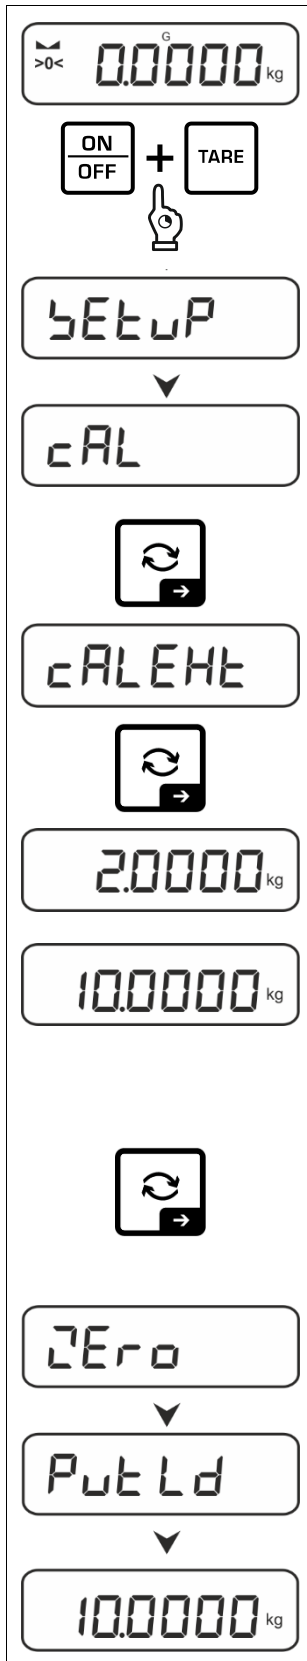 >0<
G
0.0000 kg
ON
OFF
+
TARE
SEtuP
cAL
→
cALEHt
→
2.0000 kg
10.0000 kg
→
ZEro
PutLd
10.0000 kg